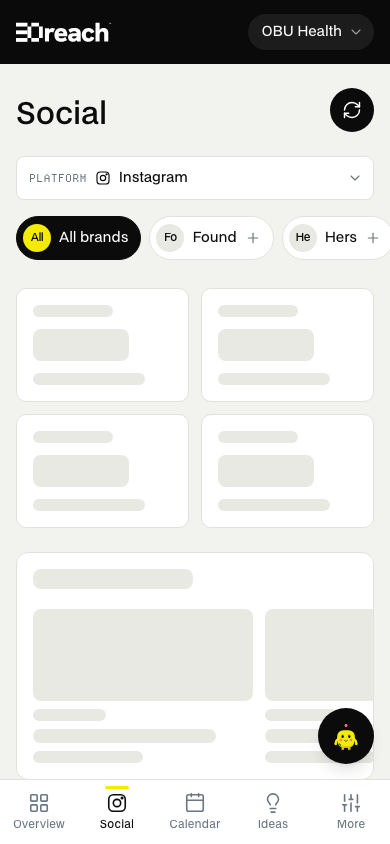 reach
OBU Health
Social
PLATFORM Instagram
All All brands Fo Found He Hers
Overview Social Calendar Ideas More